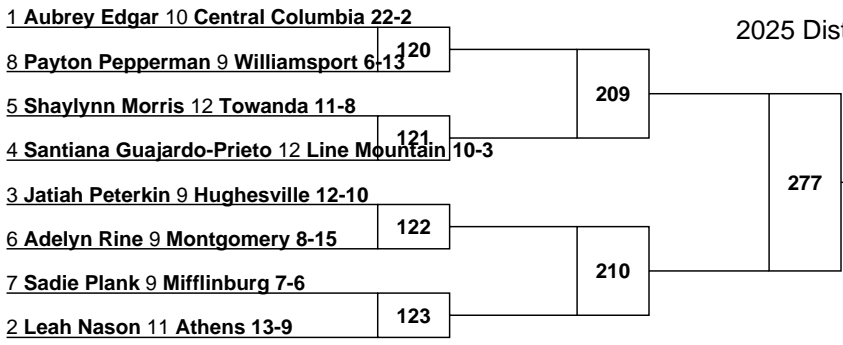 1 Aubrey Edgar 10 Central Columbia 22-2
2025 Dist
120
8 Payton Pepperman 9 Williamsport 6-13
209
5 Shaylynn Morris 12 Towanda 11-8
121
4 Santiana Guajardo-Prieto 12 Line Mountain 10-3
277
3 Jatiah Peterkin 9 Hughesville 12-10
122
6 Adelyn Rine 9 Montgomery 8-15
210
7 Sadie Plank 9 Mifflinburg 7-6
123
2 Leah Nason 11 Athens 13-9